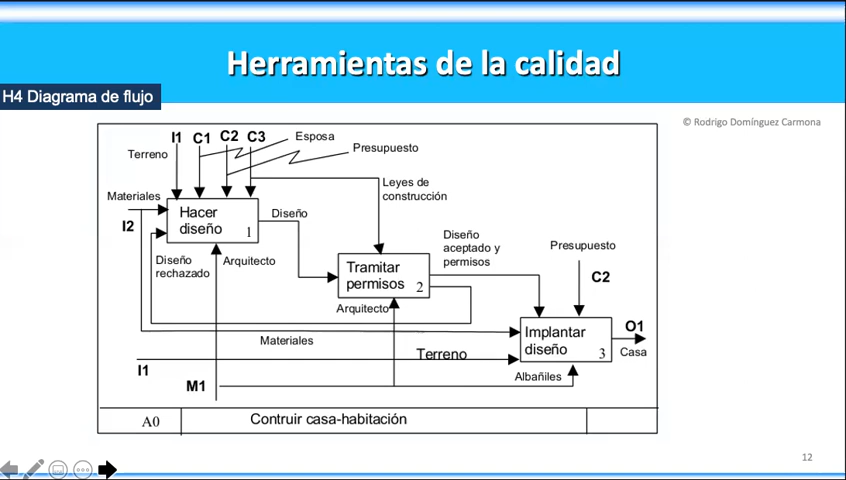 Herramientas de la calidad
H4 Diagrama de flujo
© Rodrigo Domínguez Carmona
I1 C1 C2 C3
Esposa
Terreno
Presupuesto
Materiales
I2
Hacer
diseño 1
Diseño
Leyes de
construcción
Diseño
rechazado
Arquitecto
Tramitar
permisos 2
Diseño
aceptado y
permisos
Presupuesto
C2
Arquitecto
Implantar
diseño 3
O1
Casa
Materiales
Terreno
I1
M1
Albañiles
A0
Contruir casa-habitación
12